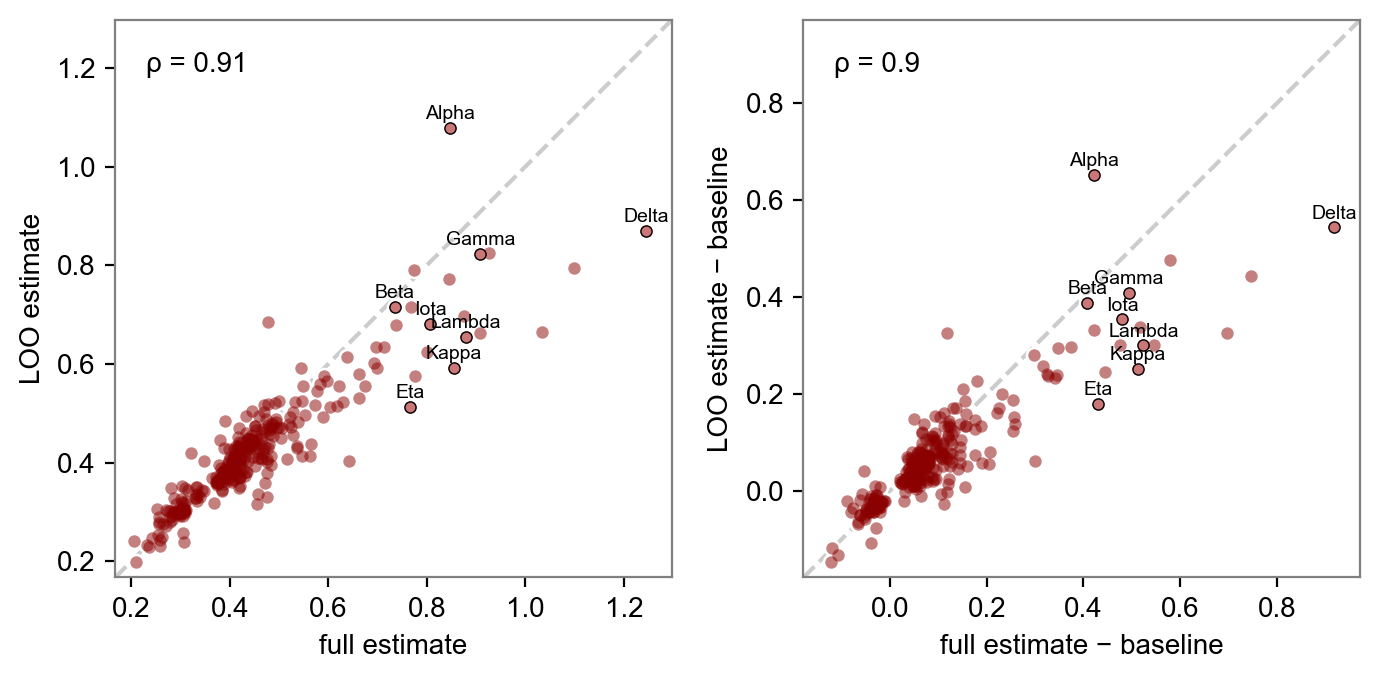 ρ = 0.91
Alpha
Delta
Gamma
Beta
Iota
Lambda
Kappa
Eta
1.2
1.0
0.8
0.6
0.4
0.2
LOO estimate
0.2
0.4
0.6
0.8
1.0
1.2
full estimate
ρ = 0.9
Alpha
Delta
Gamma
Beta
Iota
Lambda
Kappa
Eta
0.8
0.6
0.4
0.2
0.0
LOO estimate − baseline
0.0
0.2
0.4
0.6
0.8
full estimate − baseline